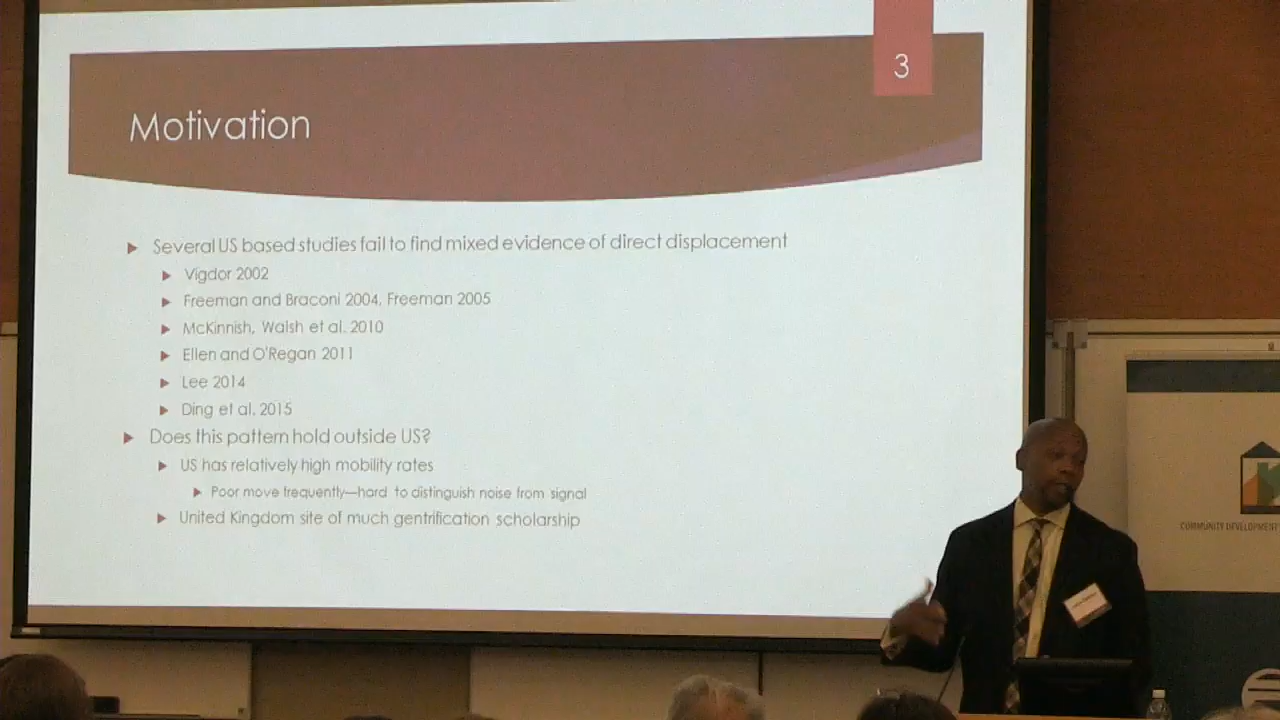 3
Motivation
Several US based studies fail to find mixed evidence of direct displacement
Vigdor 2002
Freeman and Braconi 2004, Freeman 2005
McKinnish, Walsh et al. 2010
Ellen and O'Regan 2011
Lee 2014
Ding et al. 2015
Does this pattern hold outside US?
US has relatively high mobility rates
Poor move frequently—hard to distinguish noise from signal
United Kingdom site of much gentrification scholarship
COMMUNITY DEVELOPMENT